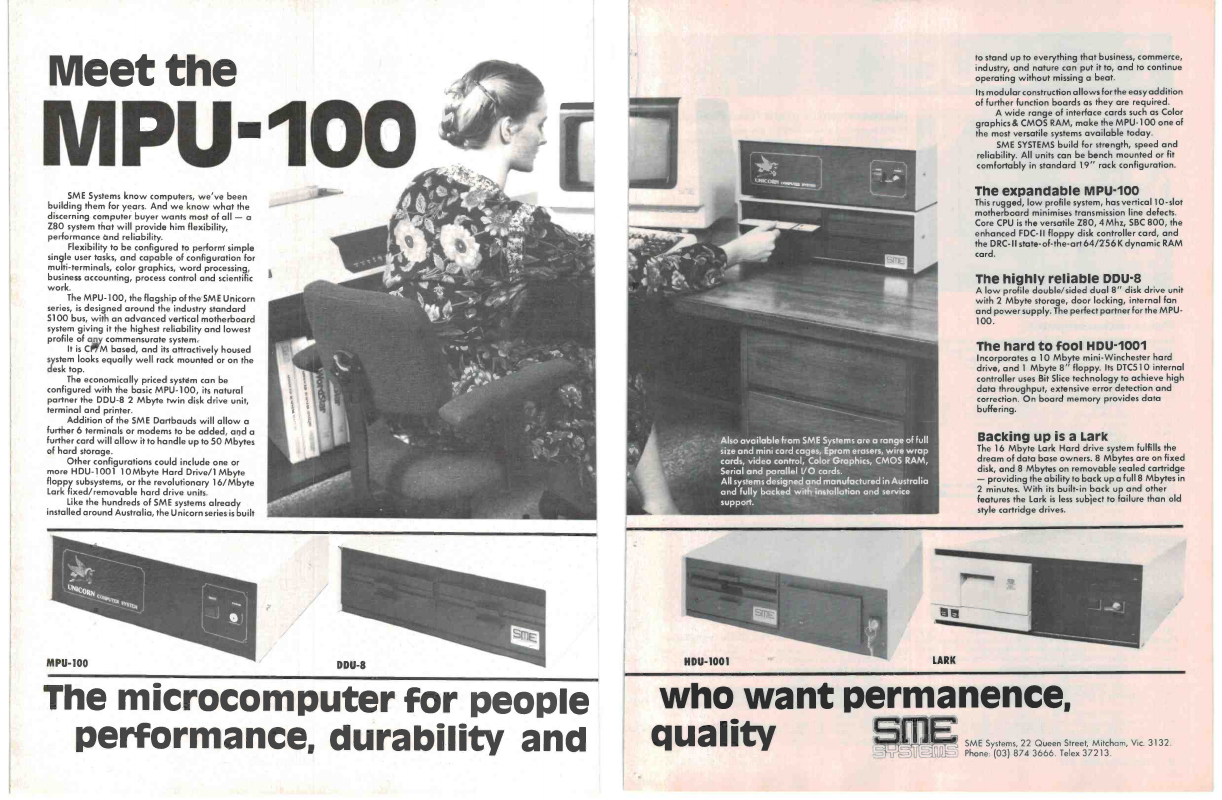 Meet the
MPU-100
SME Systems know computers, we've been
building them for years. And we know what the
discerning computer buyer wants most of all — a
Z80 system that will provide him flexibility,
performance and reliability.
Flexibility to be configured to perform simple
single user tasks, and capable of configuration for
multi-terminals, color graphics, word processing,
business accounting, process control and scientific
work.
The MPU-100, the flagship of the SME Unicorn
series, is designed around the industry standard
S100 bus, with an advanced vertical motherboard
system giving it the highest reliability and lowest
profile of any commensurate system.
It is CP/M based, and its attractively housed
system looks equally well rack mounted or on the
desk top.
The economically priced system can be
configured with the basic MPU-100, its natural
partner the DDU-8 2 Mbyte twin disk drive unit,
terminal and printer.
Addition of the SME Dartbauds will allow a
further 6 terminals or modems to be added, and a
further card will allow it to handle up to 50 Mbytes
of hard storage.
Other configurations could include one or
more HDU-1001 10Mbyte Hard Drive/1Mbyte
floppy subsystems, or the revolutionary 16/Mbyte
Lark fixed/removable hard drive units.
Like the hundreds of SME systems already
installed around Australia, the Unicorn series is built
to stand up to everything that business, commerce,
industry, and nature can put it to, and to continue
operating without missing a beat.
Its modular construction allows for the easy addition
of further function boards as they are required.
A wide range of interface cards such as Color
graphics & CMOS RAM, make the MPU-100 one of
the most versatile systems available today.
SME SYSTEMS build for strength, speed and
reliability. All units can be bench mounted or fit
comfortably in standard 19" rack configuration.
The expandable MPU-100
This rugged, low profile system, has vertical 10-slot
motherboard minimises transmission line defects.
Core CPU is the versatile Z80, 4Mhz, SBC 800, the
enhanced FDC-II floppy disk controller card, and
the DRC-II state-of-the-art 64/256K dynamic RAM
card.
The highly reliable DDU-8
A low profile double/sided dual 8" disk drive unit
with 2 Mbyte storage, door locking, internal fan
and power supply. The perfect partner for the MPU-
100.
The hard to fool HDU-1001
Incorporates a 10 Mbyte mini-Winchester hard
drive, and 1 Mbyte 8" floppy. Its DTC510 internal
controller uses Bit Slice technology to achieve high
data throughput, extensive error detection and
correction. On board memory provides data
buffering.
Backing up is a Lark
The 16 Mbyte Lark Hard drive system fulfills the
dream of data base owners. 8 Mbytes are on fixed
disk, and 8 Mbytes on removable sealed cartridge
— providing the ability to back up a full 8 Mbytes in
2 minutes. With its built-in back up and other
features the Lark is less subject to failure than old
style cartridge drives.
UNICORN COMPUTER SYSTEM
SME
Also available from SME Systems are a range of full
size and mini card cages, Eprom erasers, wire wrap
cards, video control, Color Graphics, CMOS RAM,
Serial and parallel I/O cards.
All systems designed and manufactured in Australia
and fully backed with installation and service
support.
UNICORN COMPUTER SYSTEM
SME
SME
MPU-100
DDU-8
HDU-1001
LARK
The microcomputer for people who want permanence,
performance, durability and quality
SME
SYSTEMS
SME Systems, 22 Queen Street, Mitcham, Vic. 3132.
Phone: (03) 874 3666. Telex 37213.